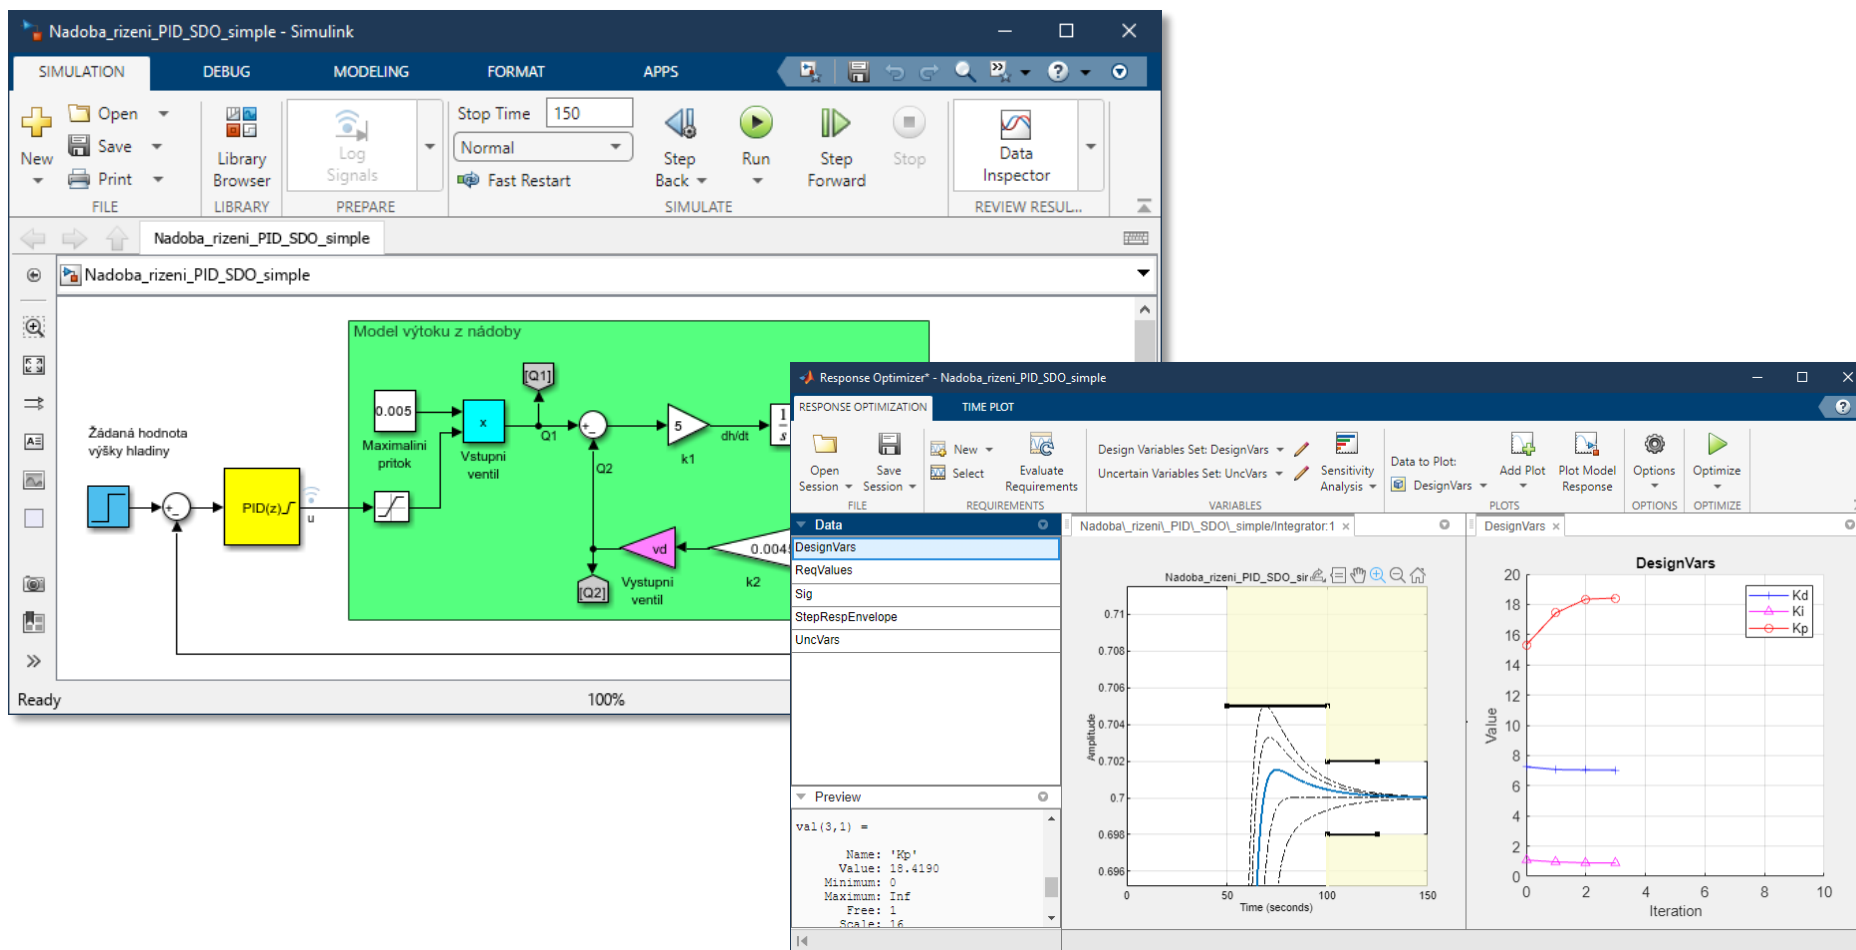 Nadoba_rizeni_PID_SDO_simple - Simulink
SIMULATION DEBUG MODELING FORMAT APPS
New
Open
Save
Print
FILE
Library
Browser
LIBRARY
Log
Signals
PREPARE
Stop Time 150
Normal
Fast Restart
Step
Back
Run
Step
Forward
Stop
SIMULATE
Data
Inspector
REVIEW RESUL...
Nadoba_rizeni_PID_SDO_simple
Nadoba_rizeni_PID_SDO_simple
Model výtoku z nádoby
[Q1]
0.005
Maximalini
pritok
x
Vstupni
ventil
Q1
+
_
Q2
5
k1
dh/dt
1
s
Žádaná hodnota
výšky hladiny
+
_
PID(z)
u
vd
Vystupni
ventil
0.0045
k2
[Q2]
Ready 100%
Response Optimizer* - Nadoba_rizeni_PID_SDO_simple
RESPONSE OPTIMIZATION TIME PLOT
Open
Session
Save
Session
FILE
New
Select
Evaluate
Requirements
REQUIREMENTS
Design Variables Set: DesignVars
Uncertain Variables Set: UncVars
Sensitivity
Analysis
VARIABLES
Data to Plot:
DesignVars
Add Plot
Plot Model
Response
PLOTS
Options
OPTIONS
Optimize
OPTIMIZE
Data
DesignVars
ReqValues
Sig
StepRespEnvelope
UncVars
Preview
val(3,1) =
Name: 'Kp'
Value: 18.4190
Minimum: 0
Maximum: Inf
Free: 1
Scale: 16
Nadoba\_rizeni\_PID\_SDO\_simple/Integrator:1
Nadoba_rizeni_PID_SDO_sir
0.71
0.708
0.706
0.704
0.702
0.7
0.698
0.696
Amplitude
0 50 100 150
Time (seconds)
DesignVars
DesignVars
20
18
16
14
12
10
8
6
4
2
0
Value
Kd
Ki
Kp
0 2 4 6 8 10
Iteration